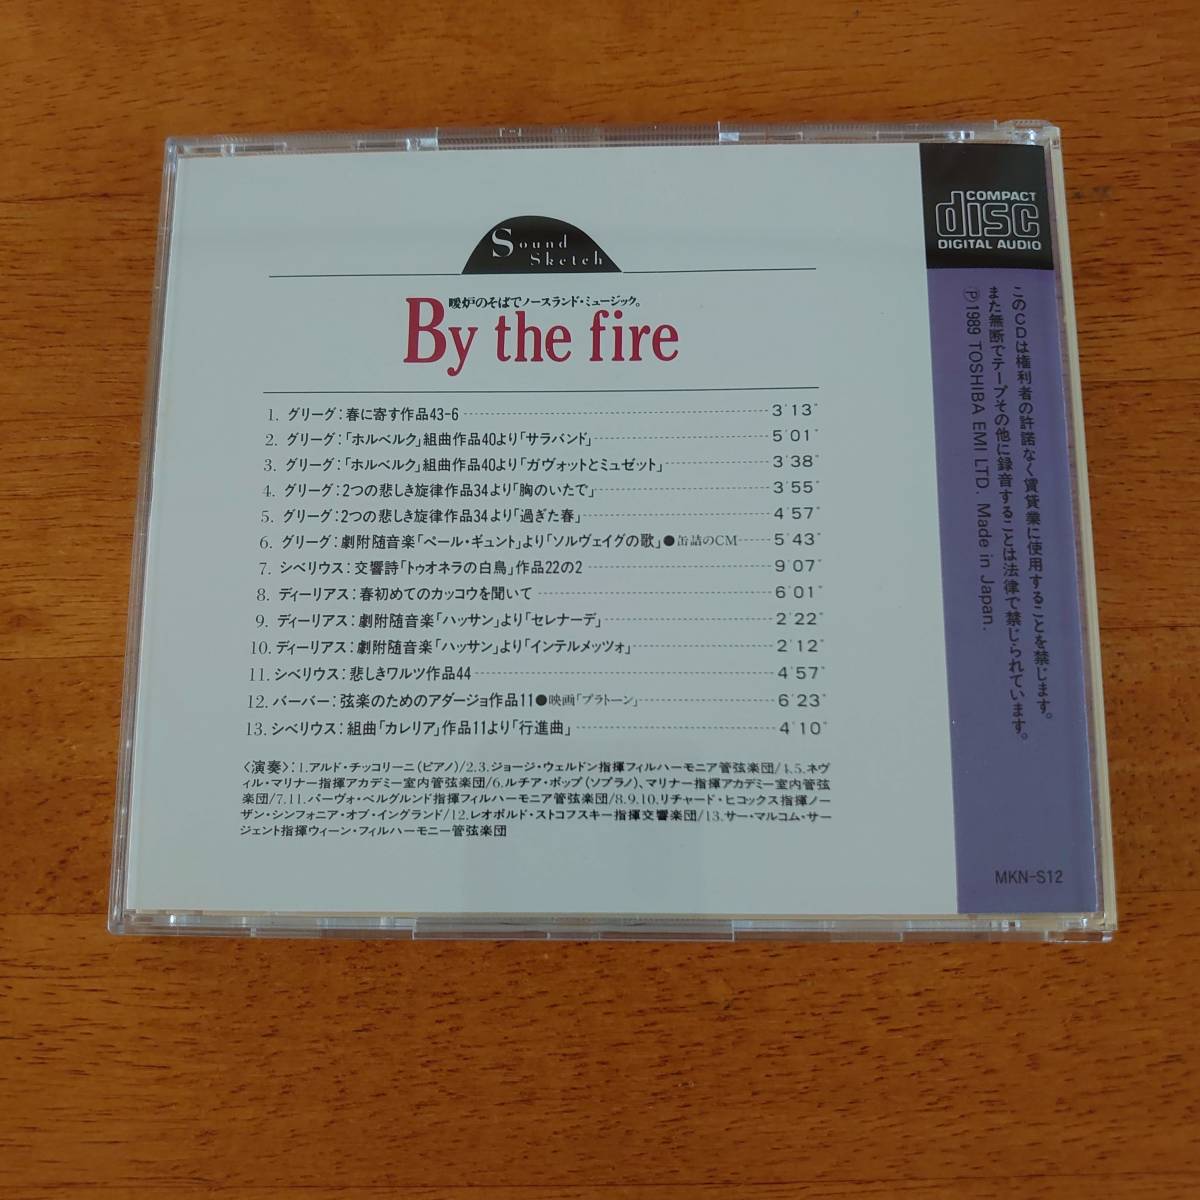 Sound
Sketch
暖炉のそばでノースランド・ミュージック。
By the fire
1. グリーグ:春に寄す作品43-6 3'13"
2. グリーグ:「ホルベルク」組曲作品40より「サラバンド」 5'01"
3. グリーグ:「ホルベルク」組曲作品40より「ガヴォットとミュゼット」 3'38"
4. グリーグ:2つの悲しき旋律作品34より「胸のいたで」 3'55"
5. グリーグ:2つの悲しき旋律作品34より「過ぎた春」 4'57"
6. グリーグ:劇附随音楽「ペール・ギュント」より「ソルヴェイグの歌」●缶詰のCM 5'43"
7. シベリウス:交響詩「トゥオネラの白鳥」作品22の2 9'07"
8. ディーリアス:春初めてのカッコウを聞いて 6'01"
9. ディーリアス:劇附随音楽「ハッサン」より「セレナーデ」 2'22"
10. ディーリアス:劇附随音楽「ハッサン」より「インテルメッツォ」 2'12"
11. シベリウス:悲しきワルツ作品44 4'57"
12. バーバー:弦楽のためのアダージョ作品11●映画「プラトーン」 6'23"
13. シベリウス:組曲「カレリア」作品11より「行進曲」 4'10"
〈演奏〉:1.アルド・チッコリーニ(ピアノ)/2.3.ジョージ・ウェルドン指揮フィルハーモニア管弦楽団/4.5.ネヴ
ィル・マリナー指揮アカデミー室内管弦楽団/6.ルチア・ポップ(ソプラノ)、マリナー指揮アカデミー室内管弦
楽団/7.11.パーヴォ・ベルグルンド指揮フィルハーモニア管弦楽団/8.9.10.リチャード・ヒコックス指揮ノー
ザン・シンフォニア・オブ・イングランド/12.レオポルド・ストコフスキー指揮交響楽団/13.サー・マルコム・サー
ジェント指揮ウィーン・フィルハーモニー管弦楽団
COMPACT
disc
DIGITAL AUDIO
このCDは権利者の許諾なく賃貸業に使用することを禁じます。
また無断でテープその他に録音することは法律で禁じられています。
Ⓟ1989 TOSHIBA EMI LTD. Made in Japan.
MKN-S12